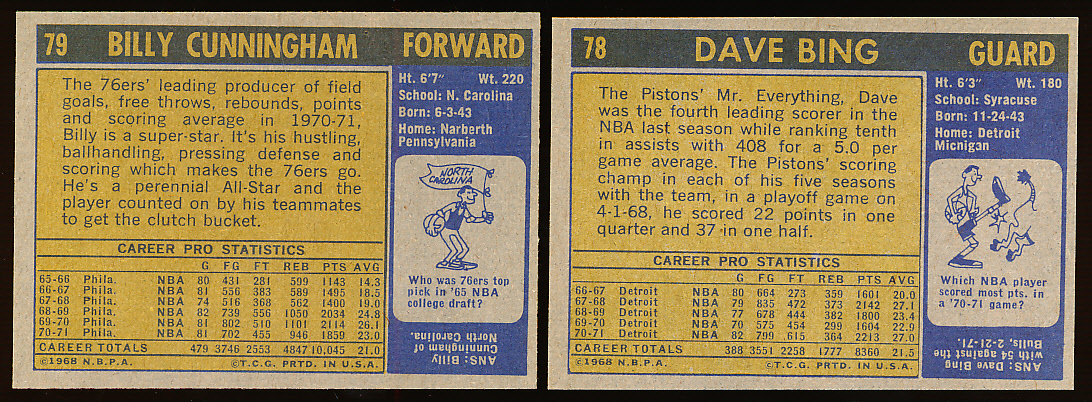 79 BILLY CUNNINGHAM FORWARD
The 76ers' leading producer of field
goals, free throws, rebounds, points
and scoring average in 1970-71,
Billy is a super-star. It's his hustling,
ballhandling, pressing defense and
scoring which makes the 76ers go.
He's a perennial All-Star and the
player counted on by his teammates
to get the clutch bucket.
Ht. 6'7" Wt. 220
School: N. Carolina
Born: 6-3-43
Home: Narberth
Pennsylvania
NORTH
CAROLINA
Who was 76ers top
pick in '65 NBA
college draft?
ANS: Billy
Cunningham of
North Carolina.
CAREER PRO STATISTICS
G FG FT REB PTS AVG
65-66 Phila. NBA 80 431 281 599 1143 14.3
66-67 Phila. NBA 81 556 383 589 1495 18.5
67-68 Phila. NBA 74 516 368 562 1400 19.0
68-69 Phila. NBA 82 739 556 1050 2034 24.8
69-70 Phila. NBA 81 802 510 1101 2114 26.1
70-71 Phila. NBA 81 702 455 946 1859 23.0
CAREER TOTALS 479 3746 2553 4847 10,045 21.0
©1968 N.B.P.A. ©T.C.G. PRTD. IN U.S.A.
78 DAVE BING GUARD
The Pistons' Mr. Everything, Dave
was the fourth leading scorer in the
NBA last season while ranking tenth
in assists with 408 for a 5.0 per
game average. The Pistons' scoring
champ in each of his five seasons
with the team, in a playoff game on
4-1-68, he scored 22 points in one
quarter and 37 in one half.
Ht. 6'3" Wt. 180
School: Syracuse
Born: 11-24-43
Home: Detroit
Micnigan
Which NBA player
scored most pts. in
a '70-71 game?
ANS: Dave Bing
with 54 against the
Bulls, 2-21-71.
CAREER PRO STATISTICS
G FG FT REB PTS AVG
66-67 Detroit NBA 80 664 273 359 1601 20.0
67-68 Detroit NBA 79 835 472 373 2142 27.1
68-69 Detroit NBA 77 678 444 382 1800 23.4
69-70 Detroit NBA 70 575 454 299 1604 22.9
70-71 Detroit NBA 82 799 615 364 2213 27.0
CAREER TOTALS 388 3551 2258 1777 8360 21.5
©1968 N.B.P.A. ©T.C.G. PRTD. IN U.S.A.